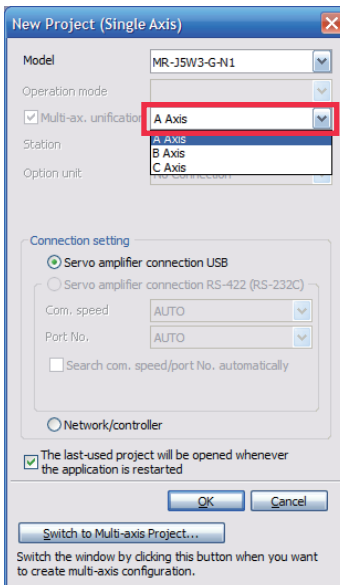 New Project (Single Axis)
Model
MR-J5W3-G-N1
Operation mode
Multi-ax. unification
A Axis
A Axis
B Axis
C Axis
Station
Option unit
No Connection
Connection setting
Servo amplifier connection USB
Servo amplifier connection RS-422 (RS-232C)
Com. speed
AUTO
Port No.
AUTO
Search com. speed/port No. automatically
Network/controller
The last-used project will be opened whenever
the application is restarted
OK
Cancel
Switch to Multi-axis Project...
Switch the window by clicking this button when you want
to create multi-axis configuration.